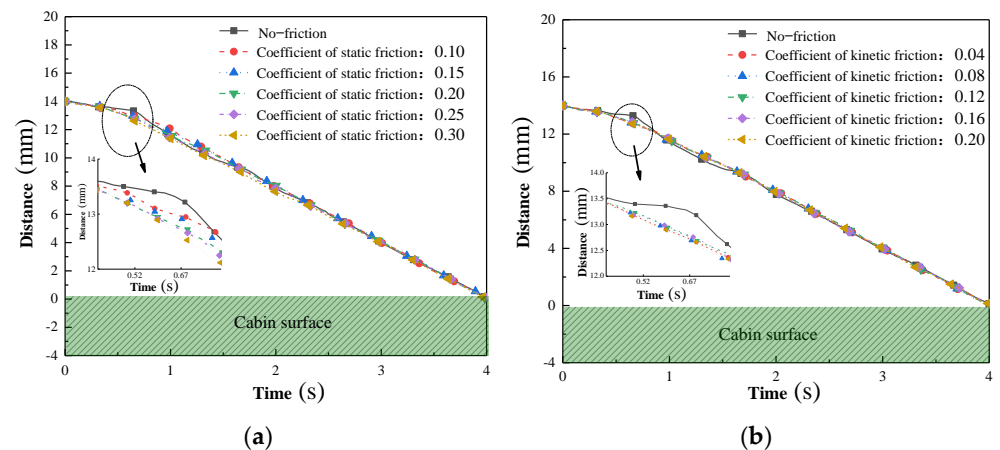 20
18
16
14
12
10
8
6
4
2
0
-2
-4
Distance (mm)
No−friction
Coefficient of static friction：0.10
Coefficient of static friction：0.15
Coefficient of static friction：0.20
Coefficient of static friction：0.25
Coefficient of static friction：0.30
14
13
12
Distance (mm)
0.52 0.67
Time (s)
Cabin surface
0 1 2 3 4
Time (s)
(a)
20
16
12
8
4
0
-4
Distance (mm)
No−friction
Coefficient of kinetic friction：0.04
Coefficient of kinetic friction：0.08
Coefficient of kinetic friction：0.12
Coefficient of kinetic friction：0.16
Coefficient of kinetic friction：0.20
14.0
13.5
13.0
12.5
12.0
Distance (mm)
0.52 0.67
Time (s)
Cabin surface
0 1 2 3 4
Time (s)
(b)